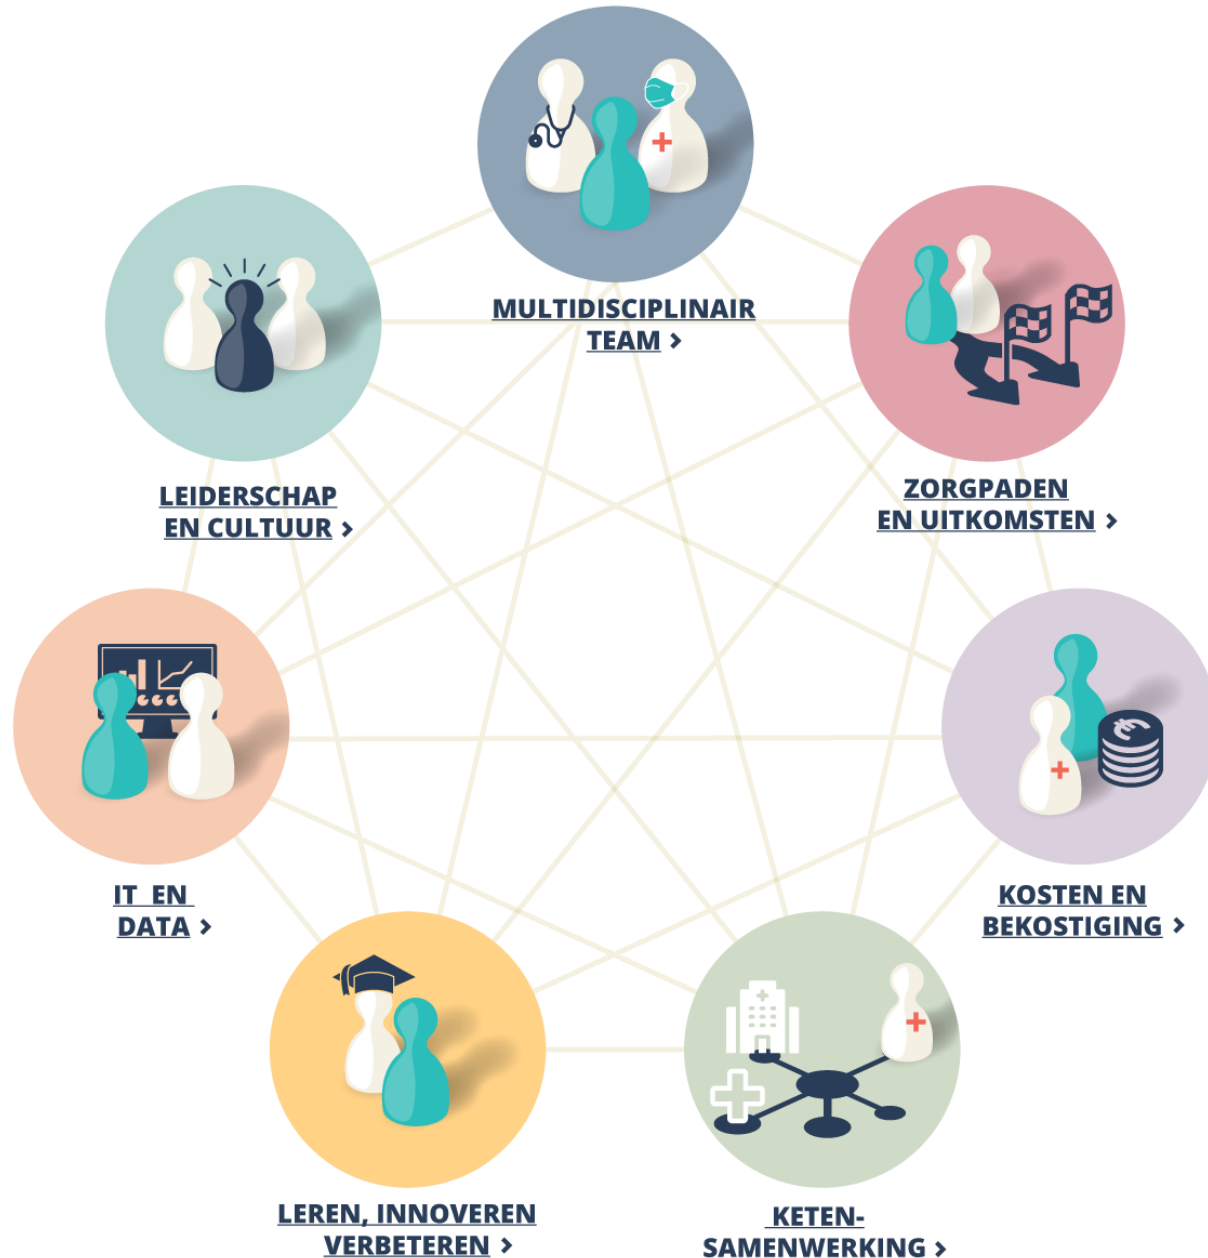 MULTIDISCIPLINAIR
TEAM >
LEIDERSCHAP
EN CULTUUR >
ZORGPADEN
EN UITKOMSTEN >
IT EN
DATA >
KOSTEN EN
BEKOSTIGING >
LEREN, INNOVEREN
VERBETEREN >
KETEN-
SAMENWERKING >